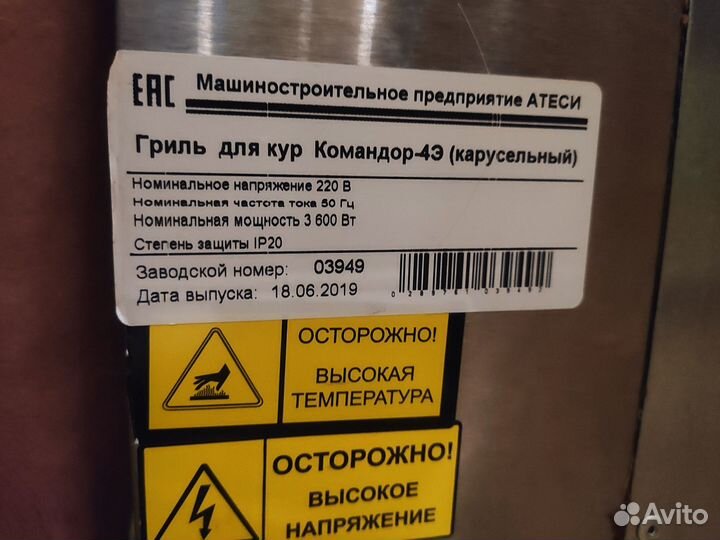 EAC Машиностроительное предприятие АТЕСИ
Гриль для кур Командор-4Э (карусельный)
Номинальное напряжение 220 В
Номинальная частота тока 50 Гц
Номинальная мощность 3 600 Вт
Степень защиты IP20
Заводской номер: 03949
Дата выпуска: 18.06.2019
ОСТОРОЖНО!
ВЫСОКАЯ
ТЕМПЕРАТУРА
ОСТОРОЖНО!
ВЫСОКОЕ
НАПРЯЖЕНИЕ
Avito